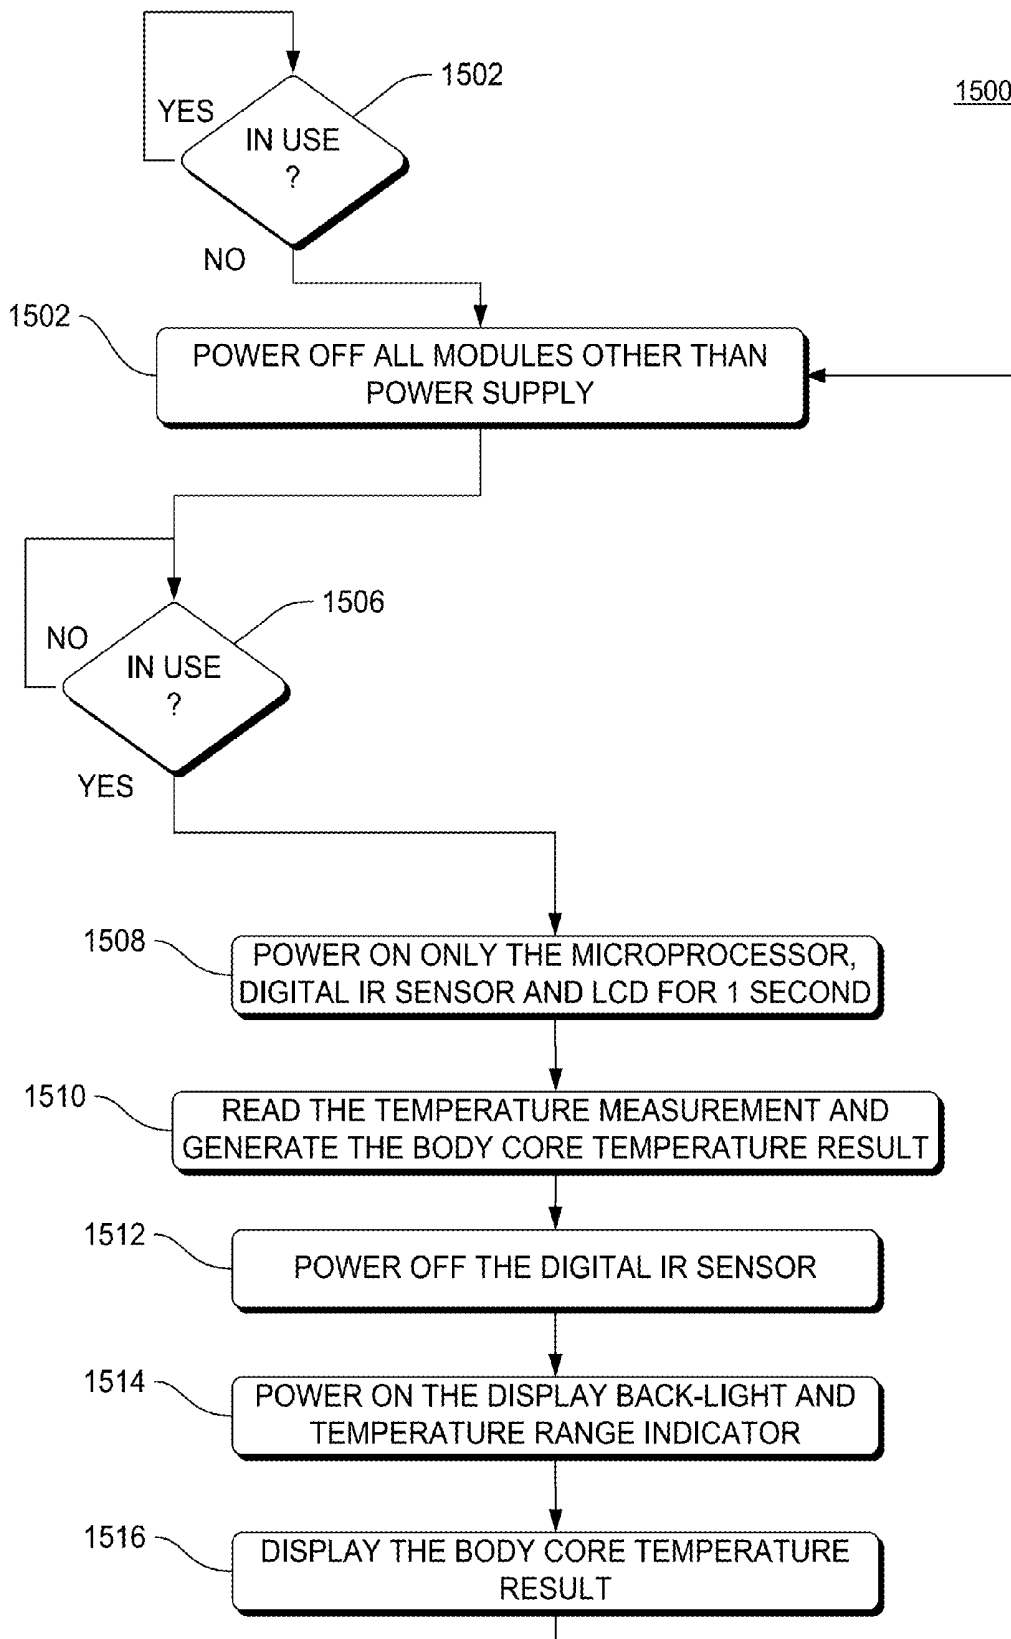 1502
1500
YES
IN USE
?
NO
1502
POWER OFF ALL MODULES OTHER THAN
POWER SUPPLY
1506
NO
IN USE
?
YES
1508
POWER ON ONLY THE MICROPROCESSOR,
DIGITAL IR SENSOR AND LCD FOR 1 SECOND
1510
READ THE TEMPERATURE MEASUREMENT AND
GENERATE THE BODY CORE TEMPERATURE RESULT
1512
POWER OFF THE DIGITAL IR SENSOR
1514
POWER ON THE DISPLAY BACK-LIGHT AND
TEMPERATURE RANGE INDICATOR
1516
DISPLAY THE BODY CORE TEMPERATURE
RESULT